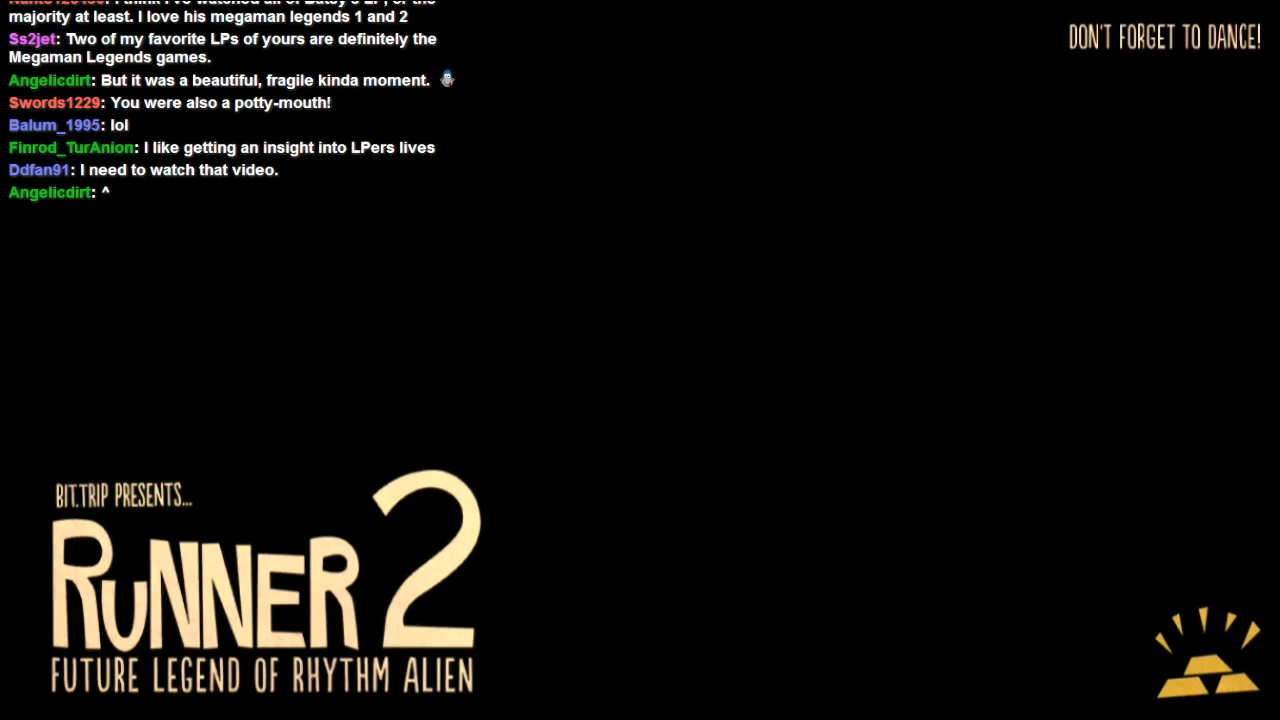 majority at least. I love his megaman legends 1 and 2
Ss2jet: Two of my favorite LPs of yours are definitely the
Megaman Legends games.
Angelicdirt: But it was a beautiful, fragile kinda moment.
Swords1229: You were also a potty-mouth!
Balum_1995: lol
Finrod_TurAnion: I like getting an insight into LPers lives
Ddfan91: I need to watch that video.
Angelicdirt: ^
DON'T FORGET TO DANCE!
BIT.TRIP PRESENTS...
RUNNER 2
FUTURE LEGEND OF RHYTHM ALIEN